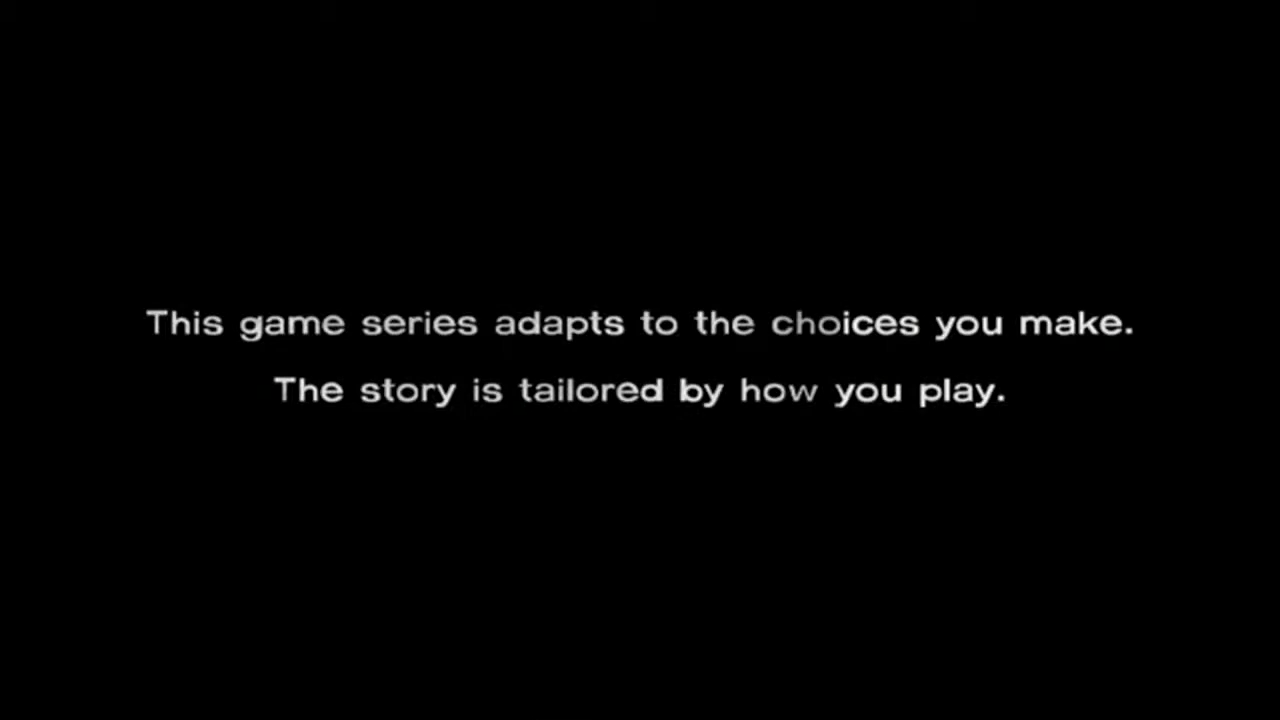 This game series adapts to the choices you make.
The story is tailored by how you play.